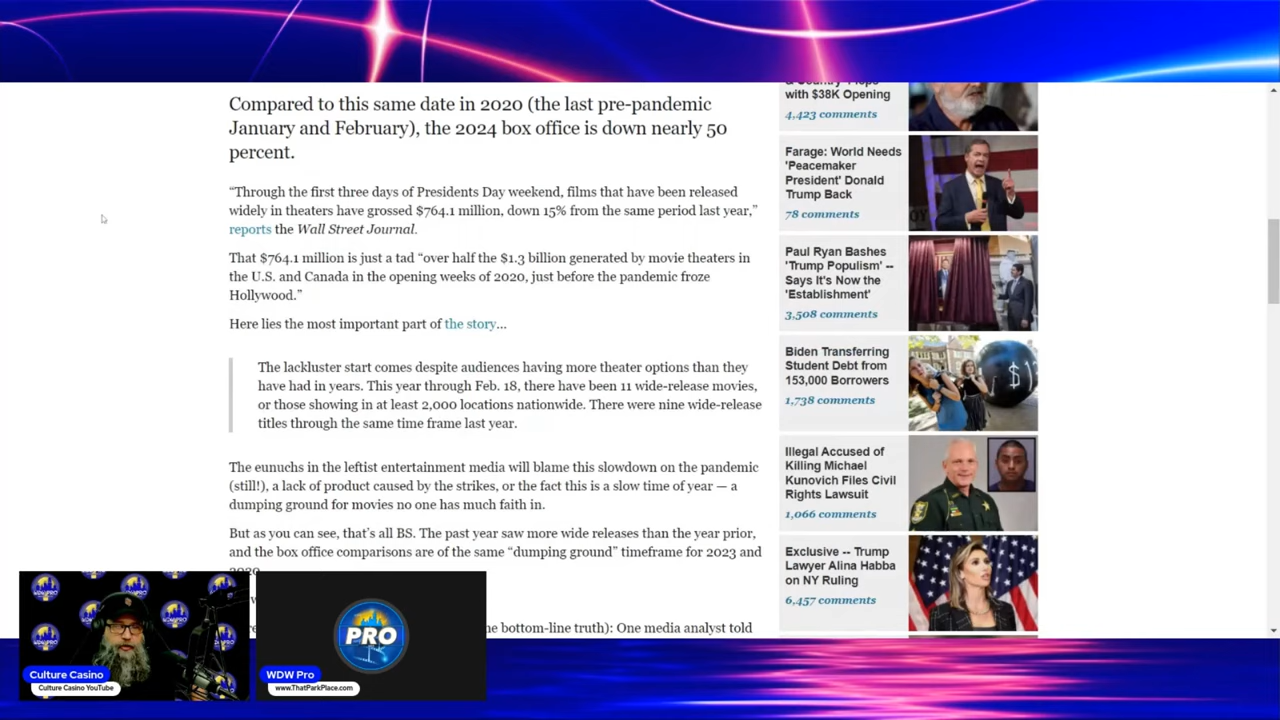 Compared to this same date in 2020 (the last pre-pandemic
January and February), the 2024 box office is down nearly 50
percent.
“Through the first three days of Presidents Day weekend, films that have been released
widely in theaters have grossed $764.1 million, down 15% from the same period last year,”
reports the Wall Street Journal.
That $764.1 million is just a tad “over half the $1.3 billion generated by movie theaters in
the U.S. and Canada in the opening weeks of 2020, just before the pandemic froze
Hollywood.”
Here lies the most important part of the story…
The lackluster start comes despite audiences having more theater options than they
have had in years. This year through Feb. 18, there have been 11 wide-release movies,
or those showing in at least 2,000 locations nationwide. There were nine wide-release
titles through the same time frame last year.
The eunuchs in the leftist entertainment media will blame this slowdown on the pandemic
(still!), a lack of product caused by the strikes, or the fact this is a slow time of year — a
dumping ground for movies no one has much faith in.
But as you can see, that’s all BS. The past year saw more wide releases than the year prior,
and the box office comparisons are of the same “dumping ground” timeframe for 2023 and
bottom-line truth): One media analyst told
with $38K Opening
4,423 comments
Farage: World Needs
'Peacemaker
President' Donald
Trump Back
78 comments
Paul Ryan Bashes
'Trump Populism' --
Says It's Now the
'Establishment'
3,508 comments
Biden Transferring
Student Debt from
153,000 Borrowers
1,738 comments
Illegal Accused of
Killing Michael
Kunovich Files Civil
Rights Lawsuit
1,066 comments
Exclusive -- Trump
Lawyer Alina Habba
on NY Ruling
6,457 comments
PRO
Culture Casino
Culture Casino YouTube
WDW Pro
www.ThatParkPlace.com